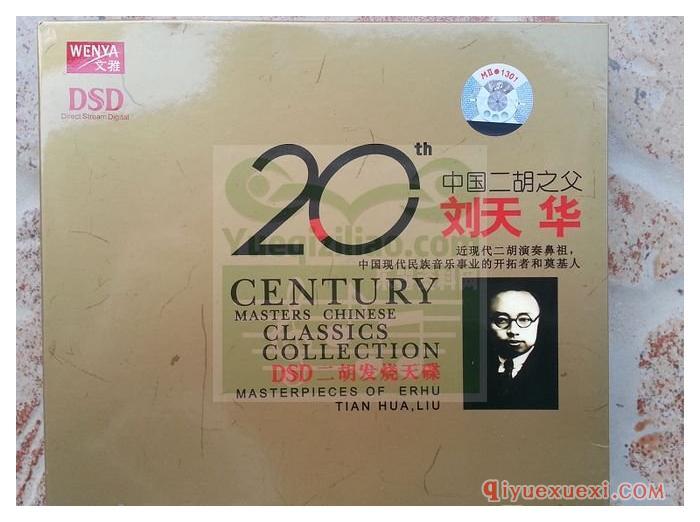 WENYA
文雅
DSD
Direct Stream Digital
MⅡ●1301
20th
中国二胡之父
刘天 华
近现代二胡演奏鼻祖，
中国现代民族音乐事业的开拓者和奠基人
Yueqiziliao.com
CENTURY
MASTERS CHINESE
CLASSICS
COLLECTION
DSD二胡发烧天碟
MASTERPIECES OF ERHU
TIAN HUA,LIU
Qiyuexuexi.com